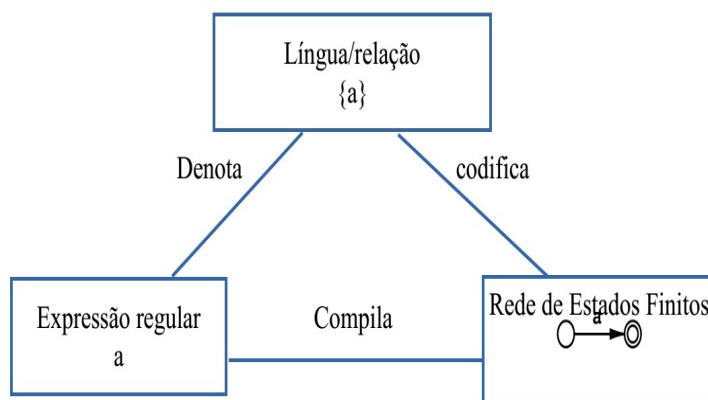 Língua/relação
{a}
Denota
codifica
Expressão regular
a
Compila
Rede de Estados Finitos
a